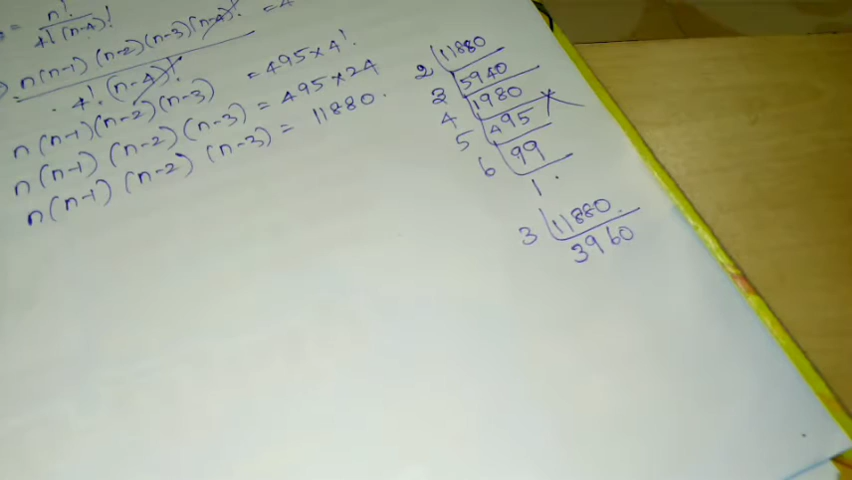 = n! / 4! (n-4)!
n(n-1)(n-2)(n-3)(n-4)! / 4! (n-4)! = 4
n(n-1)(n-2)(n-3) = 495×4!
n(n-1)(n-2)(n-3) = 495×24
n(n-1)(n-2)(n-3) = 11880.
2 | 11880
3 | 5940
4 | 1980
5 | 495
6 | 99
1.
3 | 11880.
3960